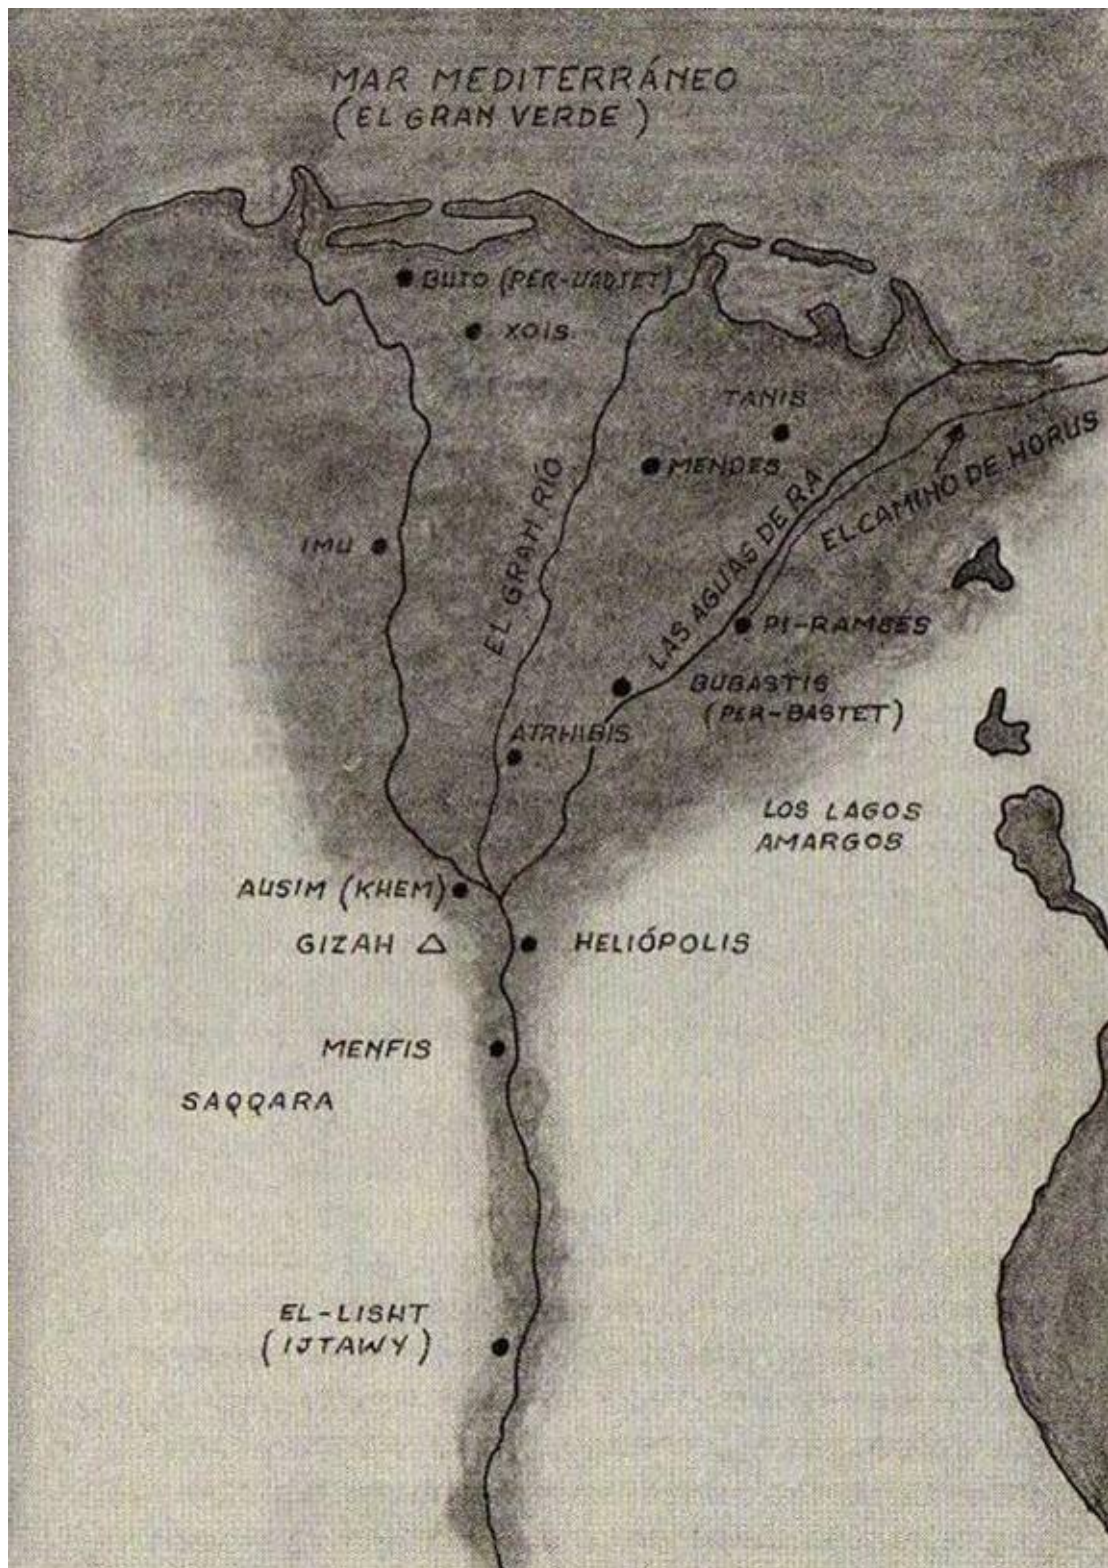 MAR MEDITERRÁNEO
(EL GRAN VERDE)
BUTO (PER-UADTET)
XOIS
TANIS
MENDES
EL CAMINO DE HORUS
LAS AGUAS DE RA
EL GRAN RÍO
IMU
PI-RAMSES
BUBASTIS
(PER-BASTET)
ATRHIBIS
LOS LAGOS
AMARGOS
AUSIM (KHEM)
GIZAH
HELIÓPOLIS
MENFIS
SAQQARA
EL-LISHT
(IJTAWY)